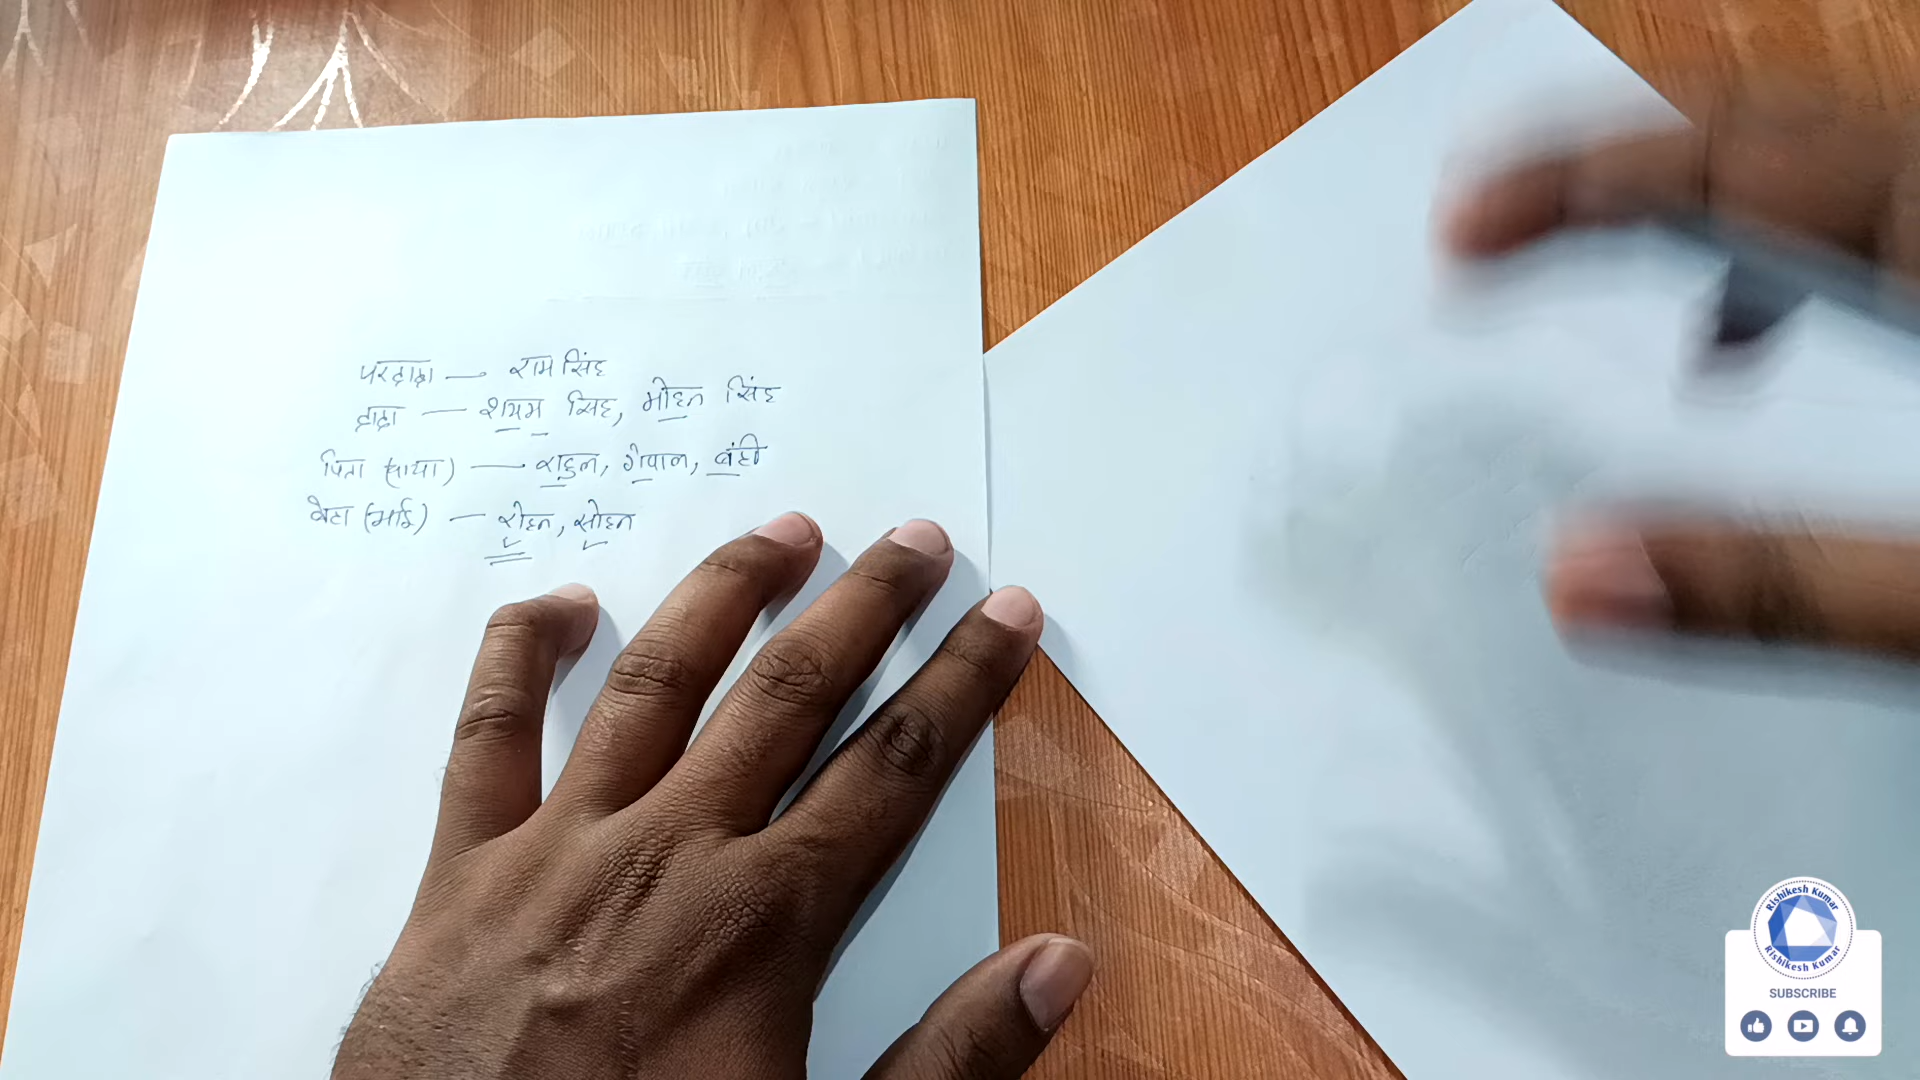 परदादा — राम सिंह
दादा — श्याम सिंह, मोहन सिंह
पिता (चाचा) — राहुल, गोपाल, बंटी
बेटा (भाई) — रोहन, सोहन
Rishikesh Kumar
Rishikesh Kumar
SUBSCRIBE